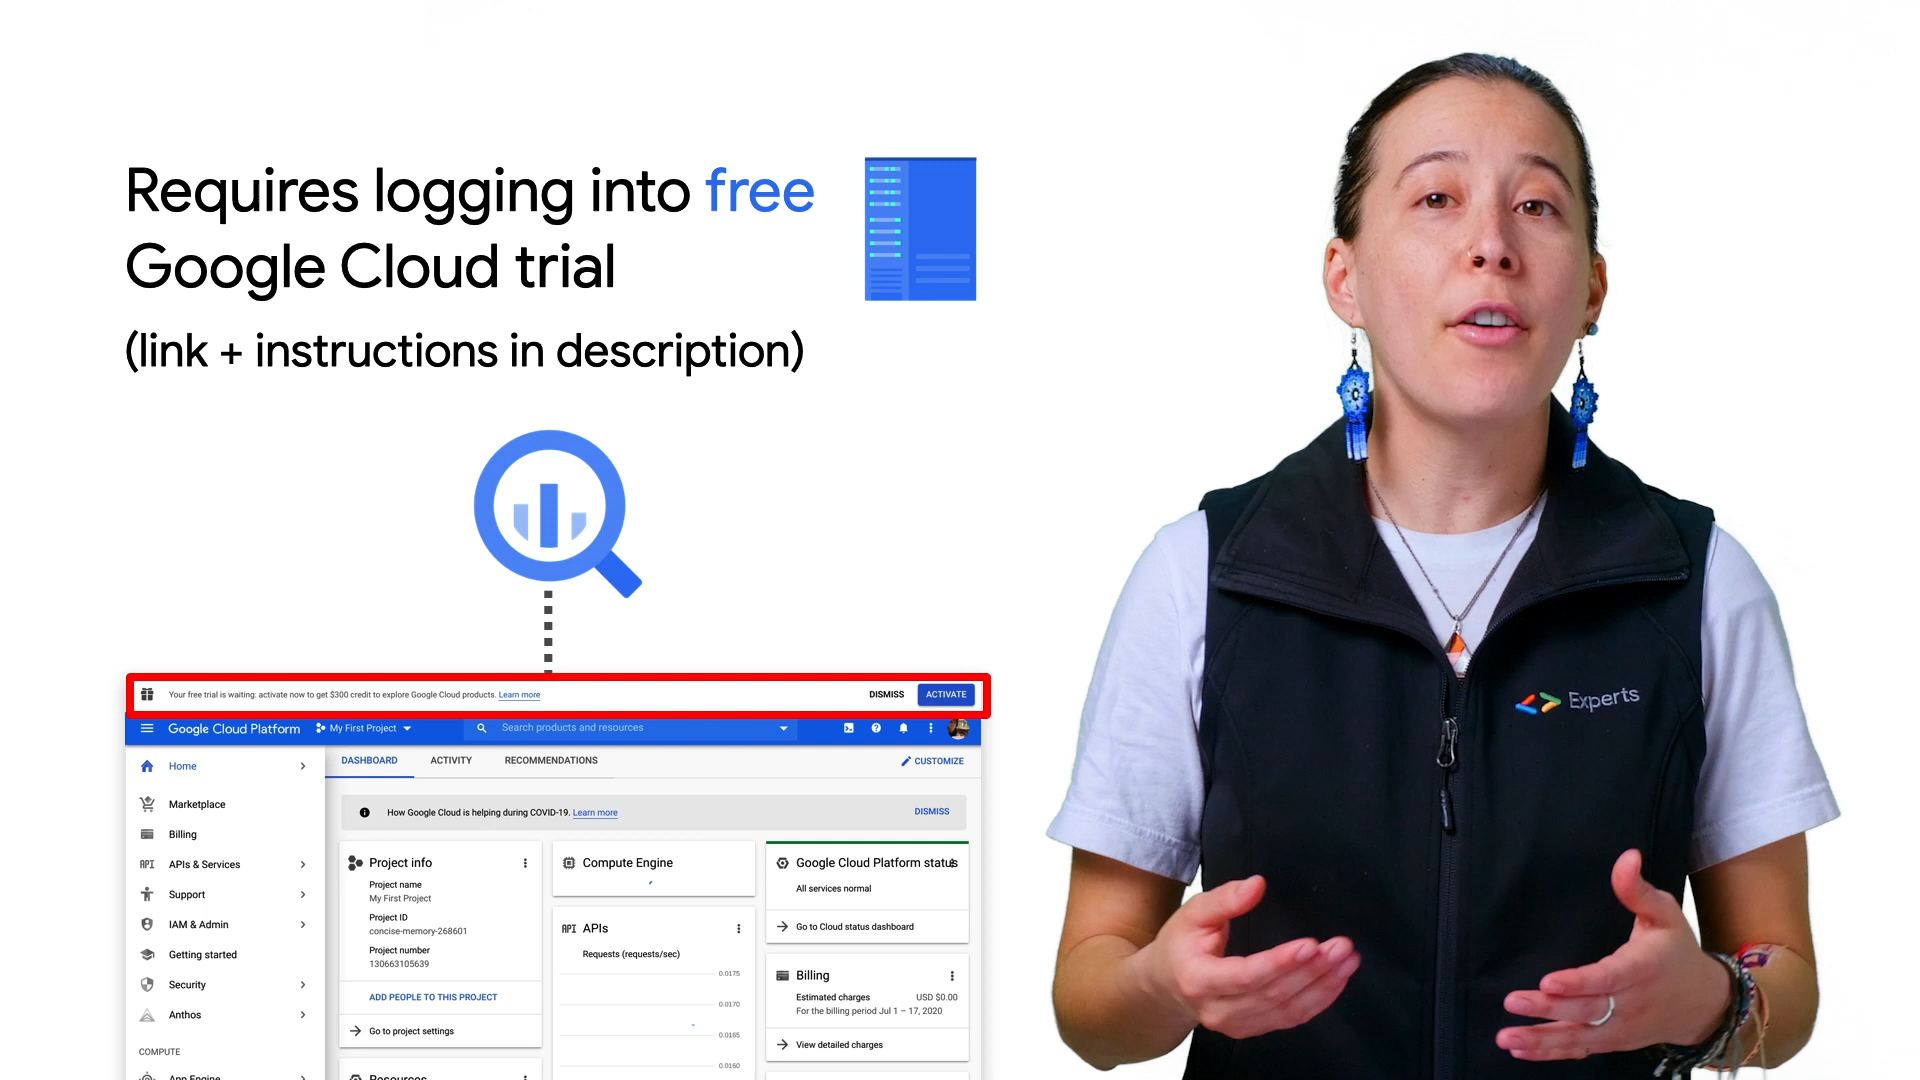 Requires logging into free
Google Cloud trial
(link + instructions in description)
Your free trial is waiting: activate now to get $300 credit to explore Google Cloud products. Learn more
DISMISS
ACTIVATE
Google Cloud Platform
My First Project
Search products and resources
Home
DASHBOARD
ACTIVITY
RECOMMENDATIONS
CUSTOMIZE
Marketplace
How Google Cloud is helping during COVID-19. Learn more
DISMISS
Billing
API APIs & Services
Support
IAM & Admin
Getting started
Security
Anthos
COMPUTE
App Engine
Project info
Project name
My First Project
Project ID
concise-memory-268601
Project number
130663105639
ADD PEOPLE TO THIS PROJECT
Go to project settings
Resources
Compute Engine
API APIs
Requests (requests/sec)
0.0175
0.0170
0.0165
0.0160
Google Cloud Platform status
All services normal
Go to Cloud status dashboard
Billing
Estimated charges
USD $0.00
For the billing period Jul 1 – 17, 2020
View detailed charges
Experts